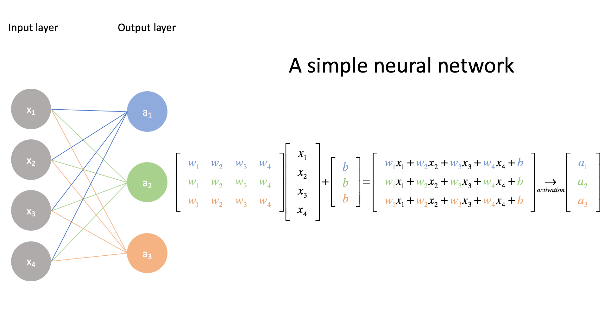 Input layer
Output layer
A simple neural network
x₁
x₂
x₃
x₄
a₁
a₂
a₃
[ w₁ w₂ w₃ w₄ ] [ x₁ ] + [ b ] = [ w₁x₁+w₂x₂+w₃x₃+w₄x₄+b ] → [ a₁ ]
[ w₁ w₂ w₃ w₄ ] [ x₂ ] [ b ] [ w₁x₁+w₂x₂+w₃x₃+w₄x₄+b ] activation [ a₂ ]
[ w₁ w₂ w₃ w₄ ] [ x₃ ] [ b ] [ w₁x₁+w₂x₂+w₃x₃+w₄x₄+b ] [ a₃ ]
[ x₄ ]